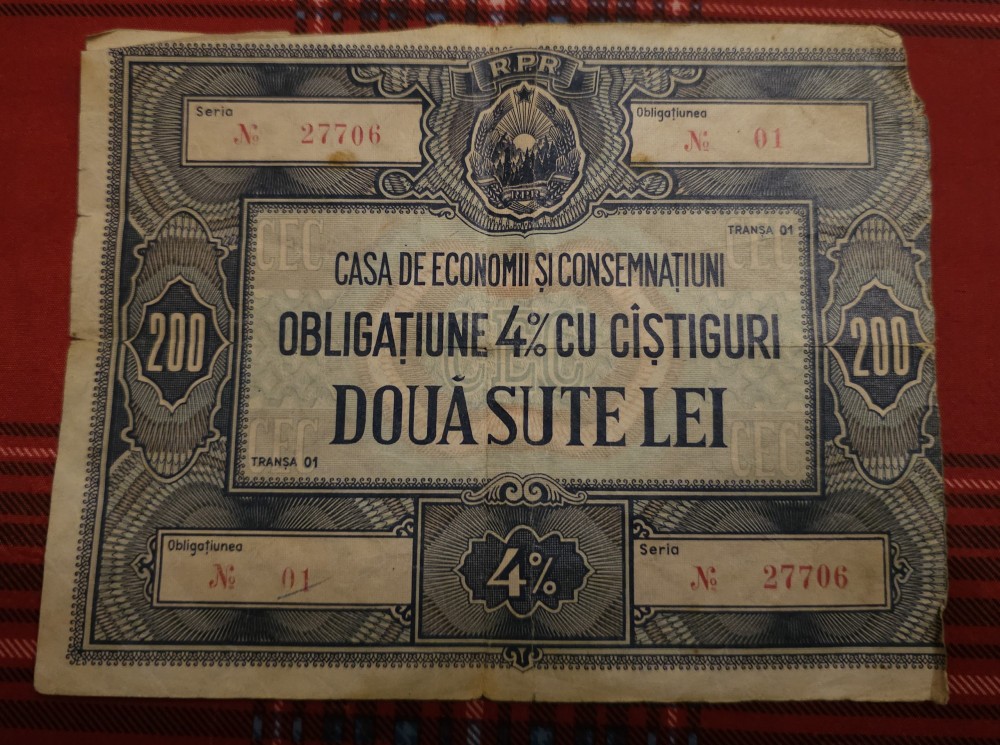 RPR
Seria
№ 27706
Obligațiunea
№ 01
RPR
TRANȘA 01
CEC CEC
CASA DE ECONOMII ȘI CONSEMNAȚIUNI
OBLIGAȚIUNE 4% CU CÎȘTIGURI
CEC
DOUĂ SUTE LEI
200
200
CEC CEC
TRANȘA 01
Obligațiunea
№ 01
4%
Seria
№ 27706